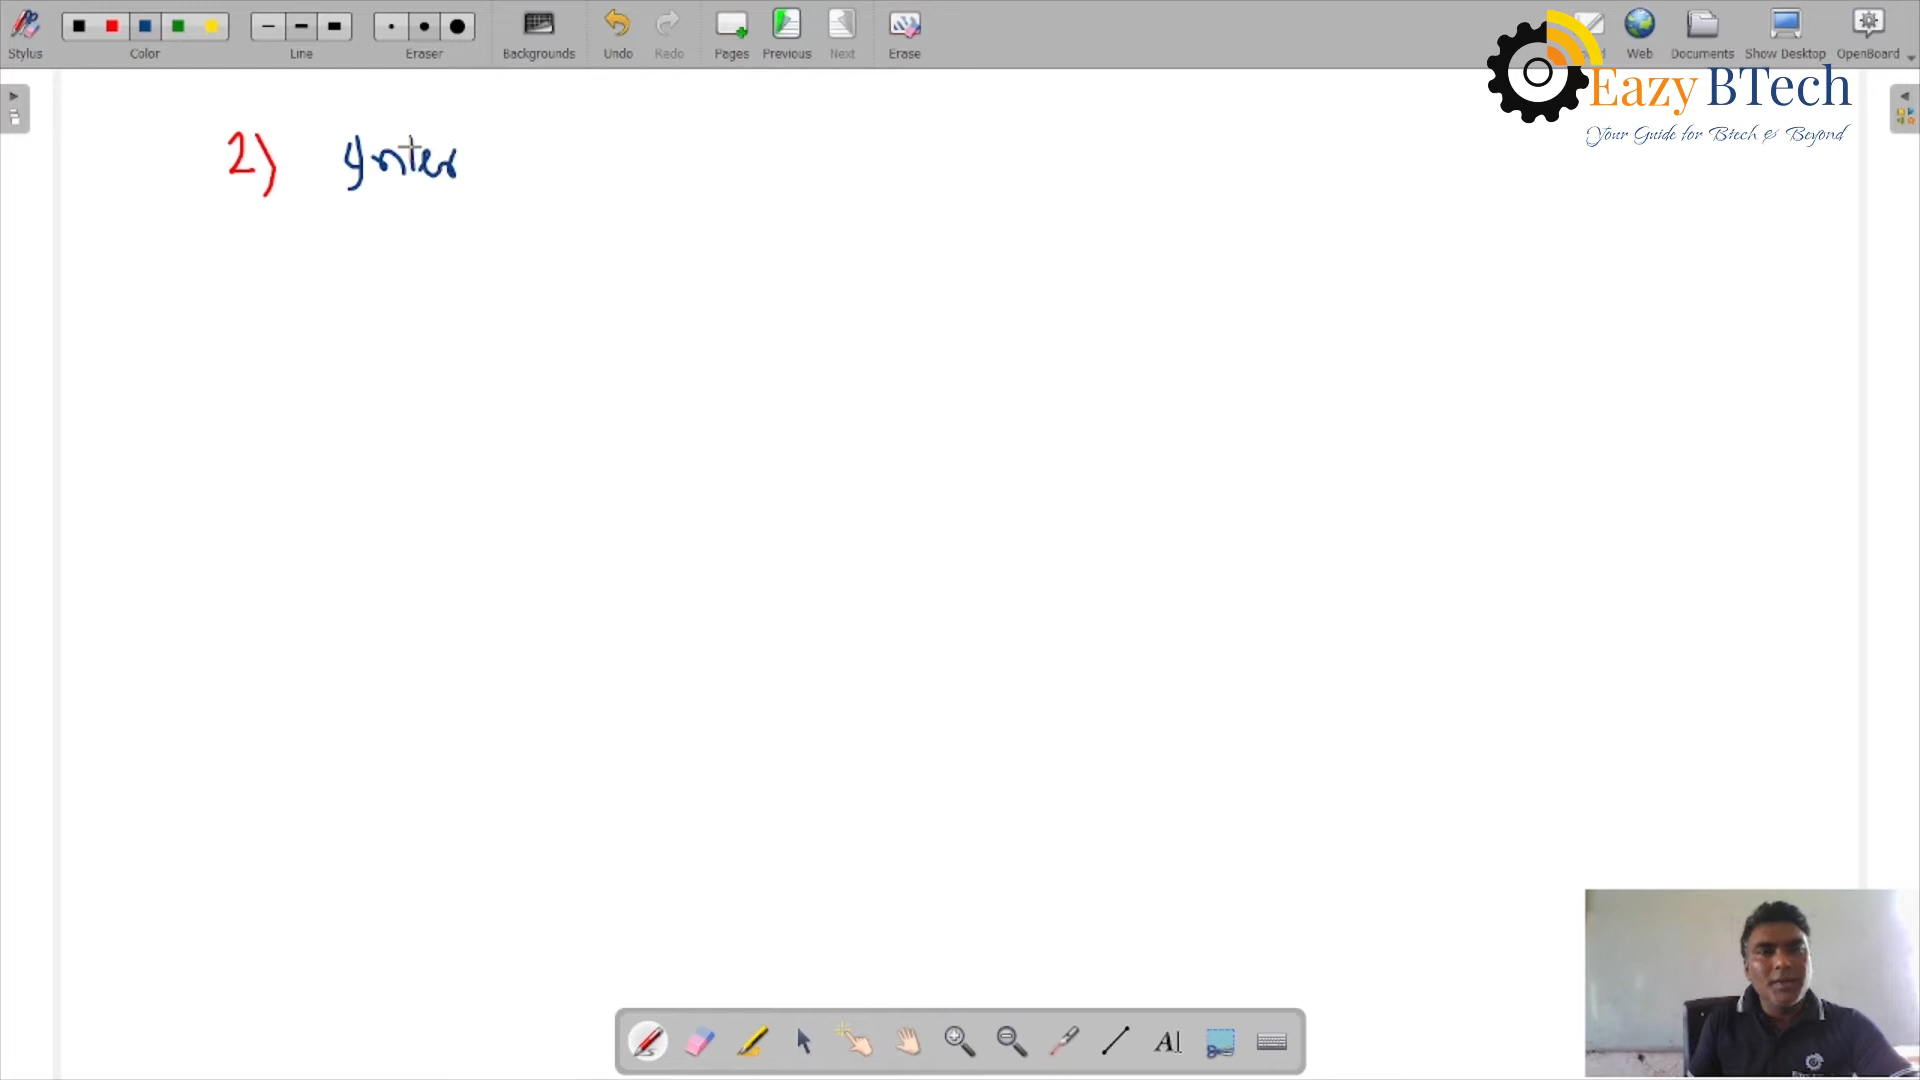 Stylus
Color
Line
Eraser
Backgrounds
Undo
Redo
Pages
Previous
Next
Erase
Web
Documents
Show Desktop
OpenBoard
Eazy BTech
Your Guide for Btech & Beyond
2) Inter
AI